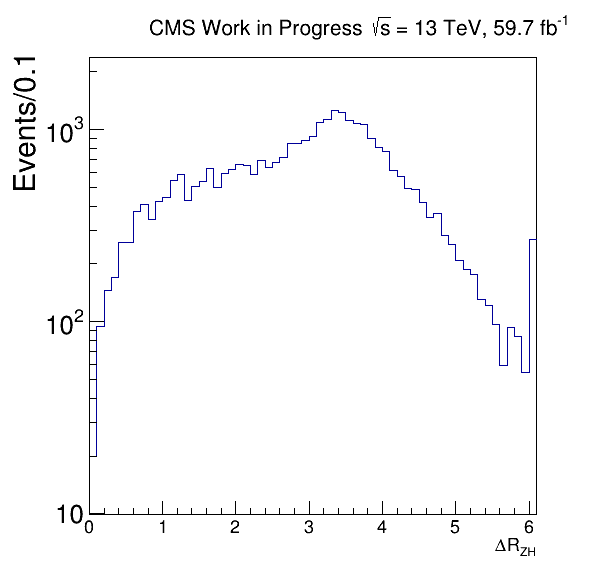 CMS Work in Progress √s = 13 TeV, 59.7 fb⁻¹
Events/0.1
10³
10²
10
0 1 2 3 4 5 6
ΔR_ZH